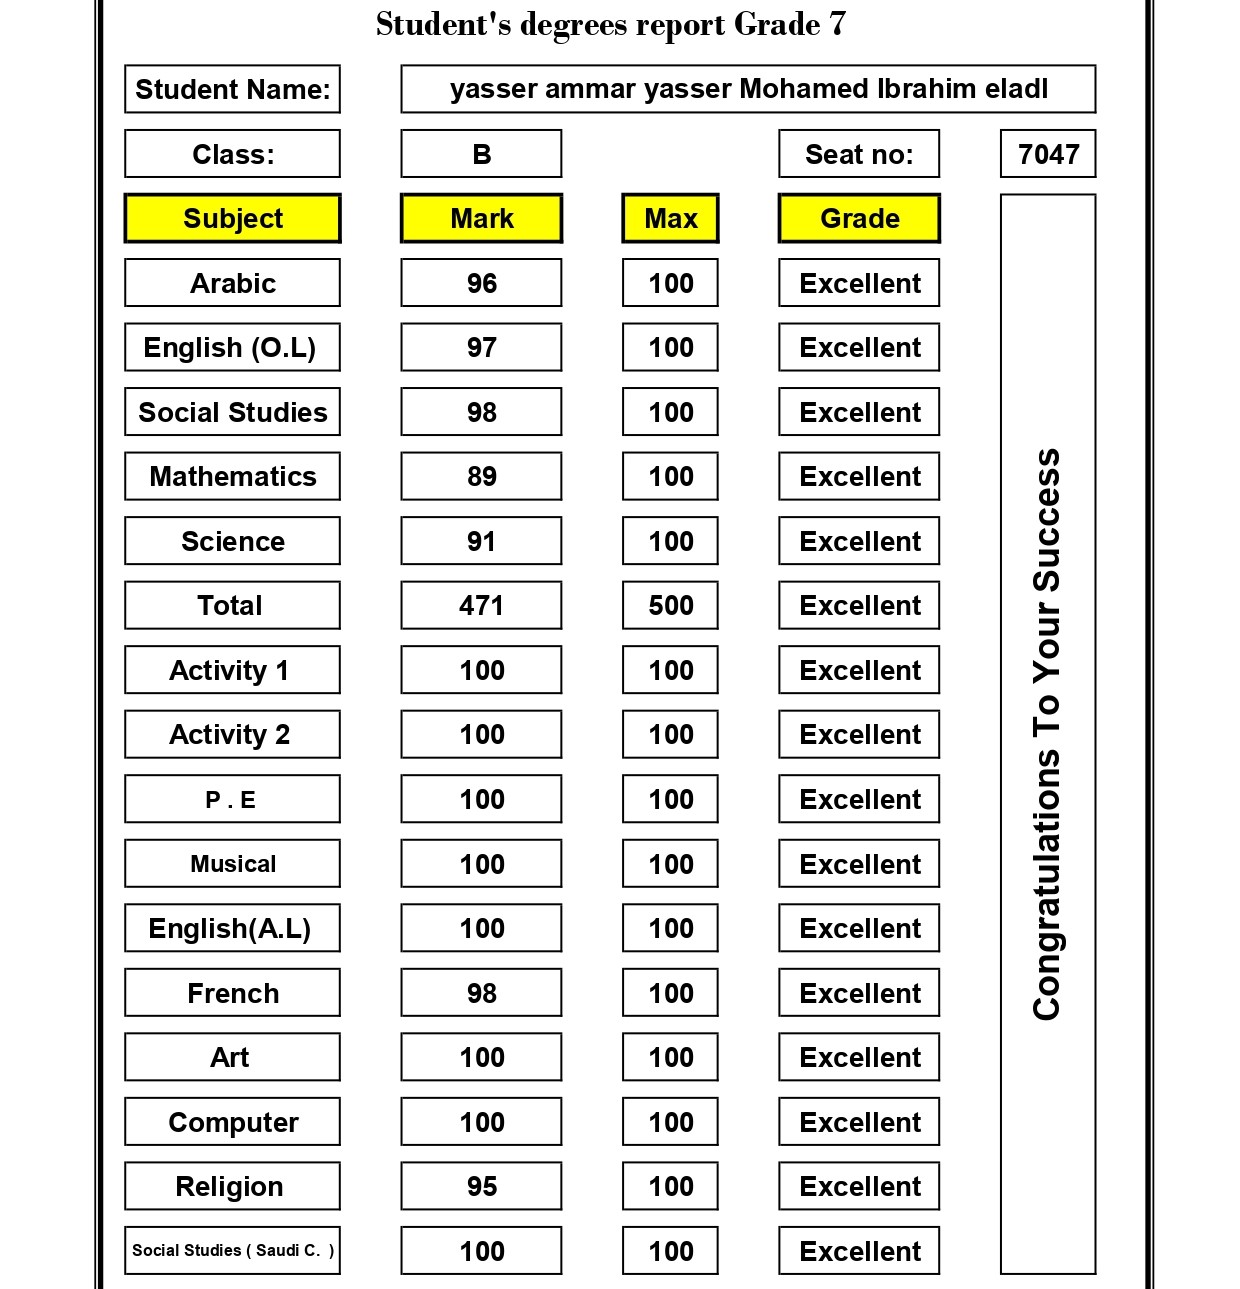 Student's degrees report Grade 7
Student Name: yasser ammar yasser Mohamed Ibrahim eladl
Class: B Seat no: 7047
Subject Mark Max Grade
Arabic 96 100 Excellent
English (O.L) 97 100 Excellent
Social Studies 98 100 Excellent
Mathematics 89 100 Excellent
Science 91 100 Excellent
Total 471 500 Excellent
Activity 1 100 100 Excellent
Activity 2 100 100 Excellent
P . E 100 100 Excellent
Musical 100 100 Excellent
English(A.L) 100 100 Excellent
French 98 100 Excellent
Art 100 100 Excellent
Computer 100 100 Excellent
Religion 95 100 Excellent
Social Studies ( Saudi C. ) 100 100 Excellent
Congratulations To Your Success